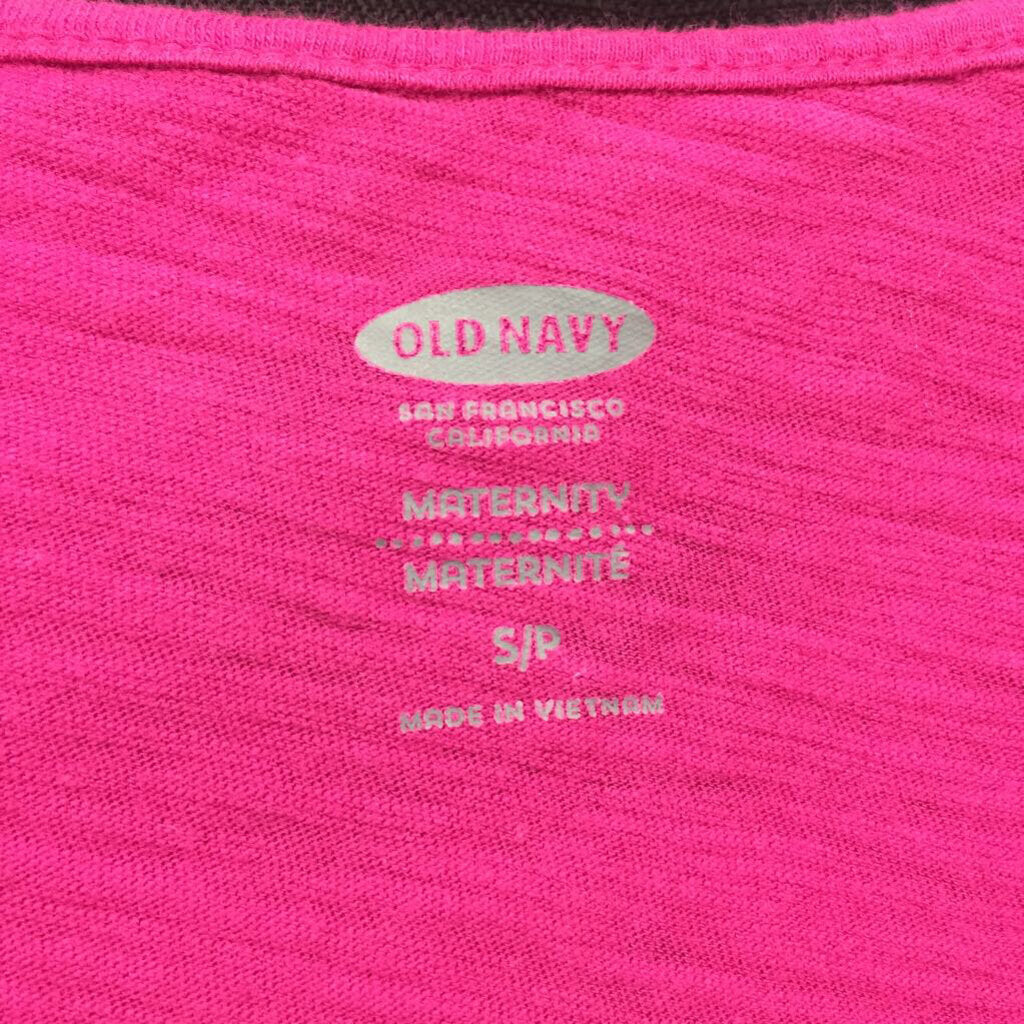 OLD NAVY
SAN FRANCISCO
CALIFORNIA
MATERNITY
MATERNITÉ
S/P
MADE IN VIETNAM